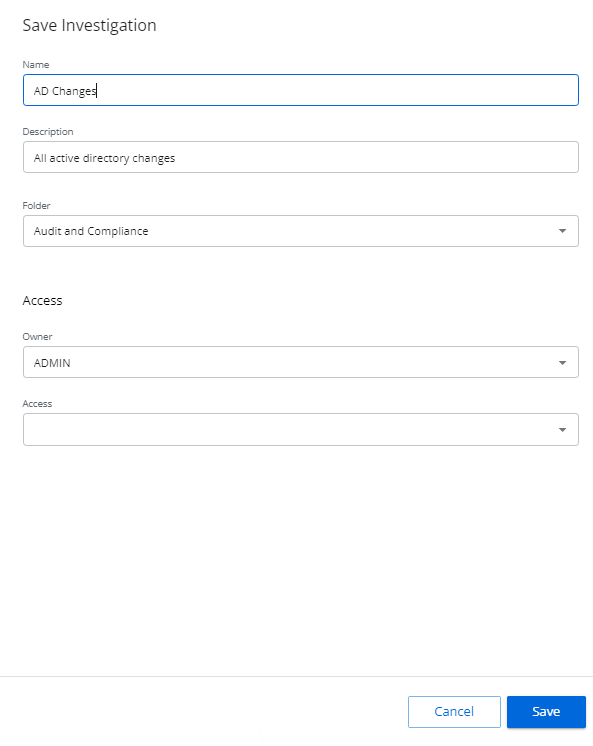 Save Investigation
Name
AD Changes
Description
All active directory changes
Folder
Audit and Compliance
Access
Owner
ADMIN
Access
Cancel
Save